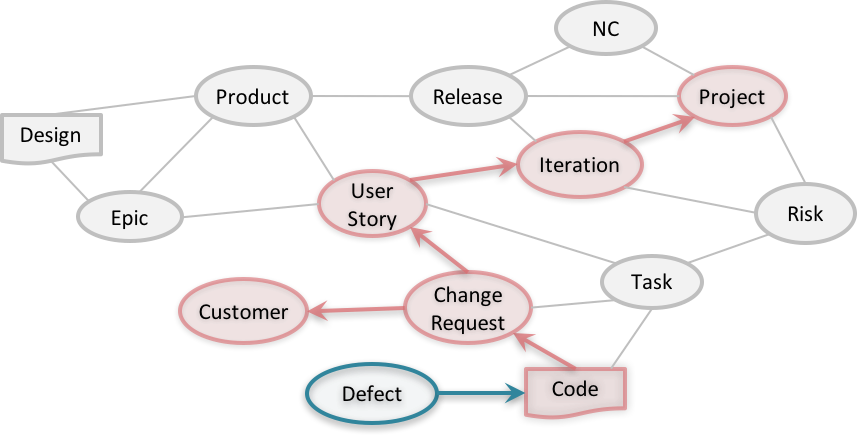 NC
Product
Release
Project
Design
Iteration
User
Story
Epic
Risk
Task
Customer
Change
Request
Defect
Code